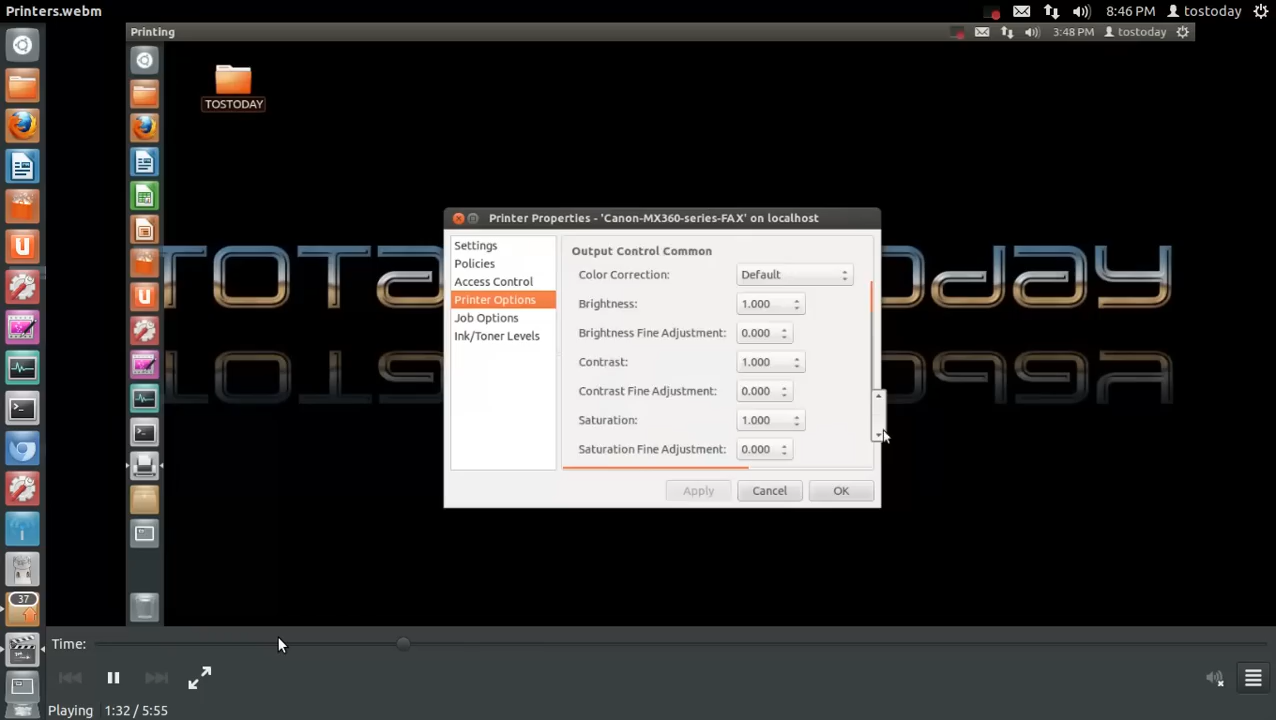 Printers.webm
8:46 PM
tostoday
Printing
3:48 PM
tostoday
TOSTODAY
Printer Properties - 'Canon-MX360-series-FAX' on localhost
Settings
Policies
Access Control
Printer Options
Job Options
Ink/Toner Levels
Output Control Common
Color Correction: Default
Brightness: 1.000
Brightness Fine Adjustment: 0.000
Contrast: 1.000
Contrast Fine Adjustment: 0.000
Saturation: 1.000
Saturation Fine Adjustment: 0.000
Apply
Cancel
OK
37
Time:
Playing 1:32 / 5:55